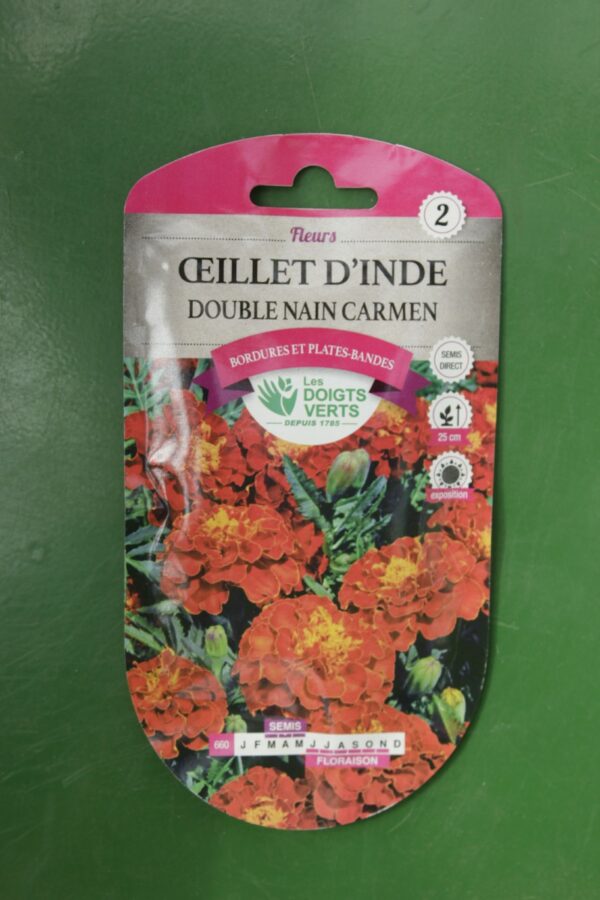 2
Fleurs
ŒILLET D'INDE
DOUBLE NAIN CARMEN
BORDURES ET PLATES-BANDES
Les
DOIGTS
VERTS
DEPUIS 1785
SEMIS
DIRECT
25 cm
exposition
SEMIS
660 J F M A M J J A S O N D
FLORAISON